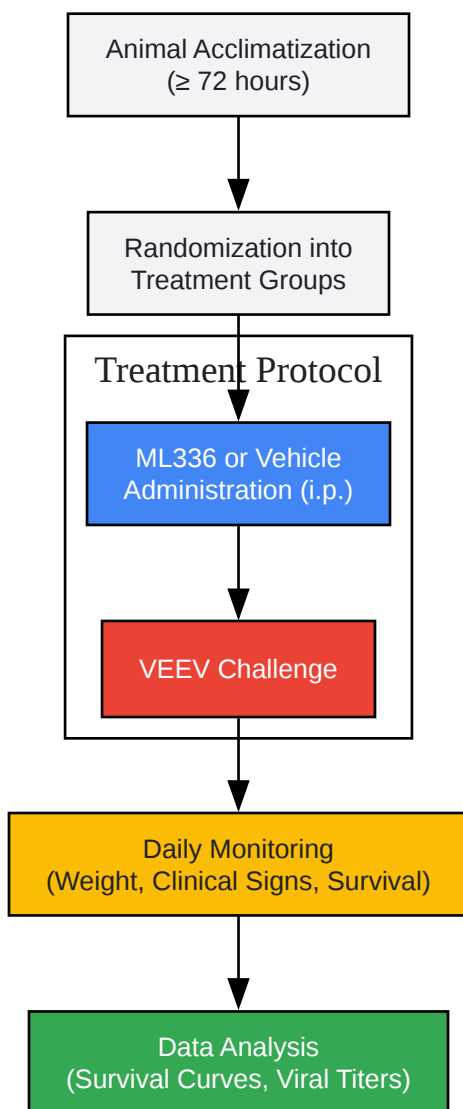 Animal Acclimatization
(≥ 72 hours)
Randomization into
Treatment Groups
Treatment Protocol
ML336 or Vehicle
Administration (i.p.)
VEEV Challenge
Daily Monitoring
(Weight, Clinical Signs, Survival)
Data Analysis
(Survival Curves, Viral Titers)